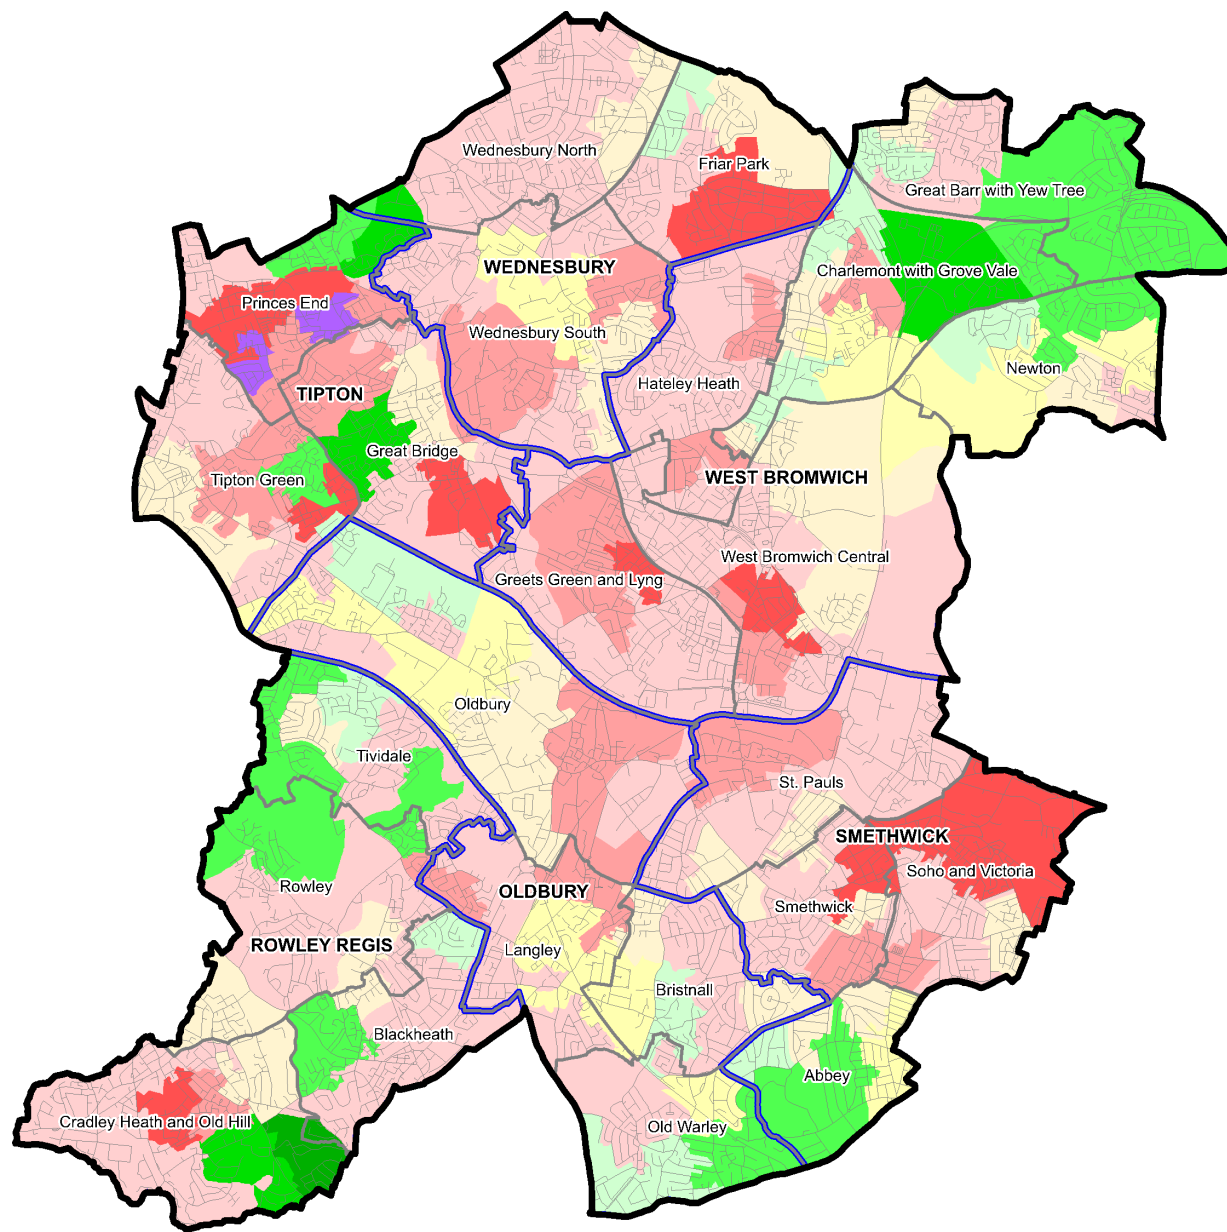 Wednesbury North
Friar Park
Great Barr with Yew Tree
WEDNESBURY
Charlemont with Grove Vale
Princes End
Wednesbury South
Newton
Hateley Heath
TIPTON
Great Bridge
Tipton Green
WEST BROMWICH
West Bromwich Central
Greets Green and Lyng
Oldbury
Tividale
St. Pauls
SMETHWICK
Soho and Victoria
Rowley
OLDBURY
Smethwick
ROWLEY REGIS
Langley
Bristnall
Blackheath
Abbey
Cradley Heath and Old Hill
Old Warley